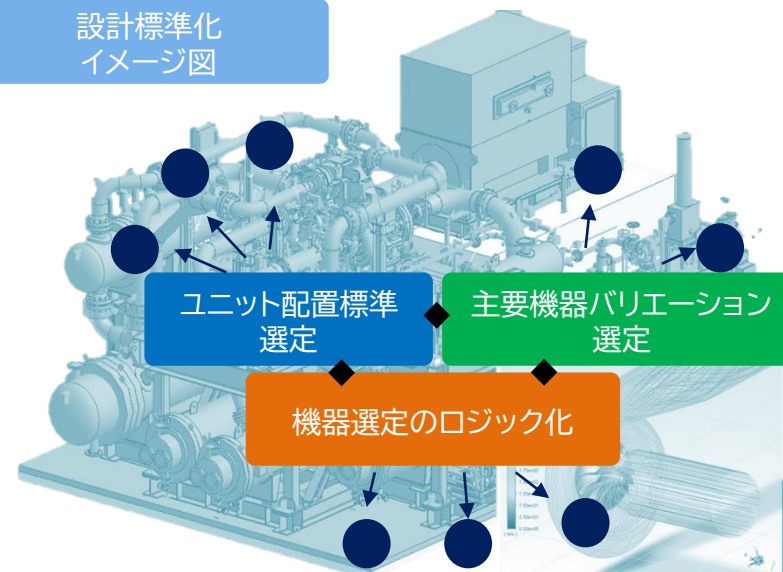 設計標準化
イメージ図
ユニット配置標準
選定
主要機器バリエーション
選定
機器選定のロジック化